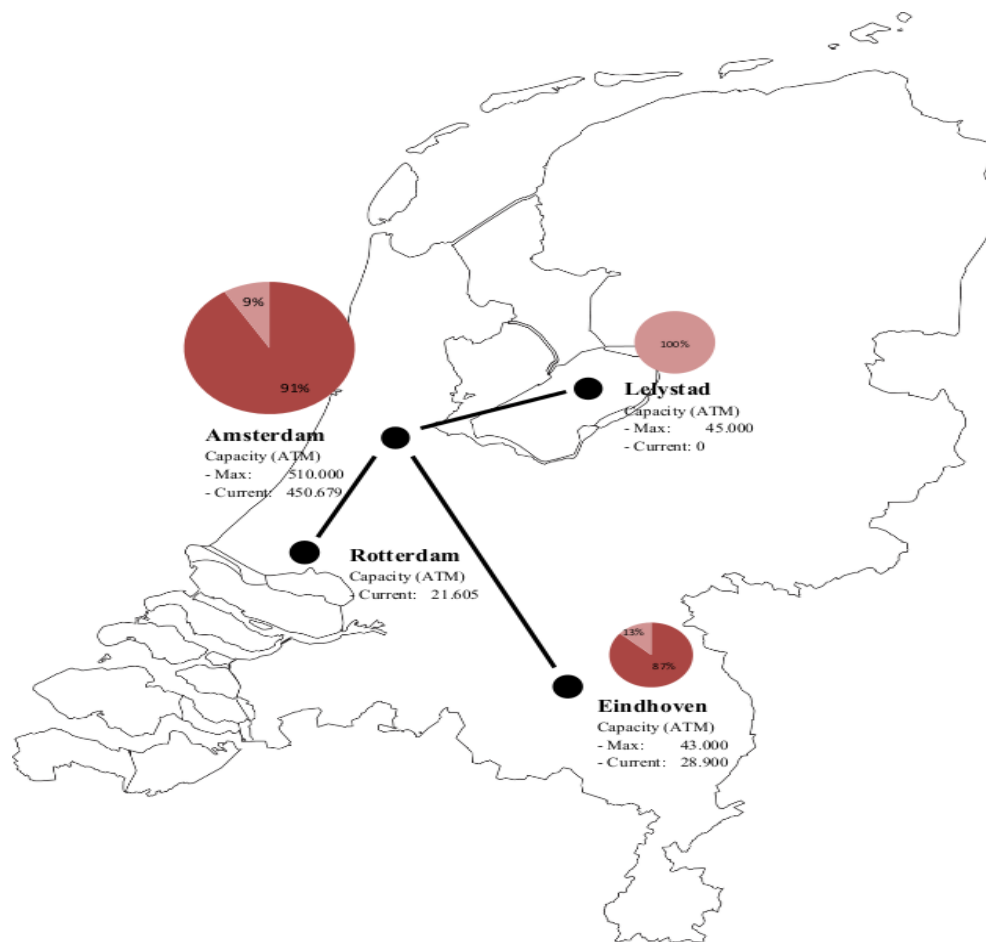 9%
91%
Amsterdam
Capacity (ATM)
- Max: 510.000
- Current: 450.679
100%
Lelystad
Capacity (ATM)
- Max: 45.000
- Current: 0
Rotterdam
Capacity (ATM)
- Current: 21.605
13%
87%
Eindhoven
Capacity (ATM)
- Max: 43.000
- Current: 28.900